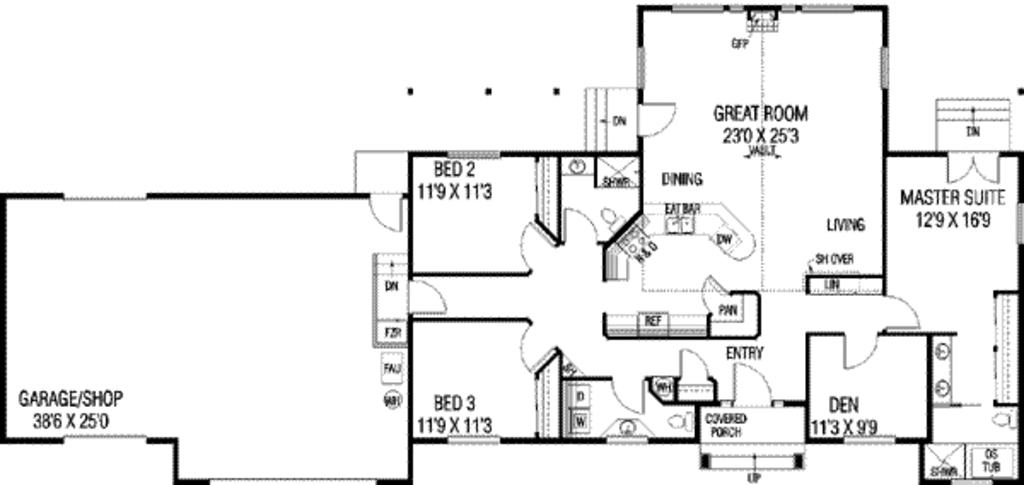 GFP
GREAT ROOM
23'0 X 25'3
VAULT
DN
DN
BED 2
11'9 X 11'3
SHWR
DINING
MASTER SUITE
12'9 X 16'9
EAT BAR
DW
LIVING
R & O
SH OVER
LIN
DN
PAN
REF
FZR
ENTRY
FAU
WH
SH
WH
GARAGE/SHOP
38'6 X 25'0
BED 3
11'9 X 11'3
D
W
COVERED
PORCH
DEN
11'3 X 9'9
UP
SHWR
OS
TUB